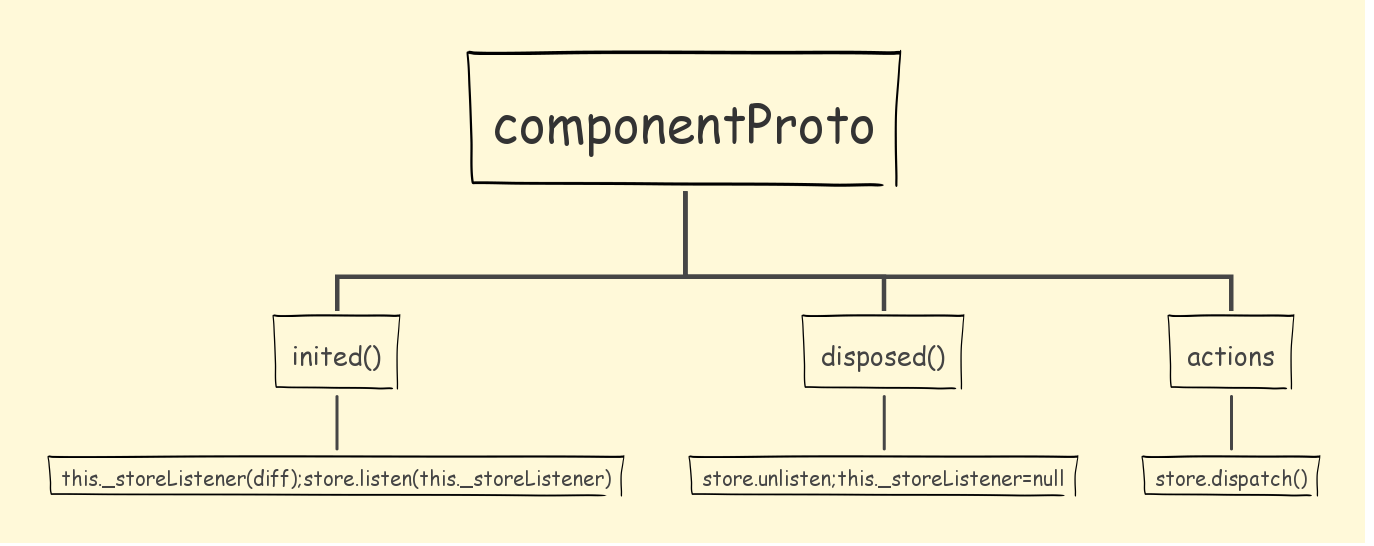 componentProto
inited()
disposed()
actions
this._storeListener(diff);store.listen(this._storeListener)
store.unlisten;this._storeListener=null
store.dispatch()